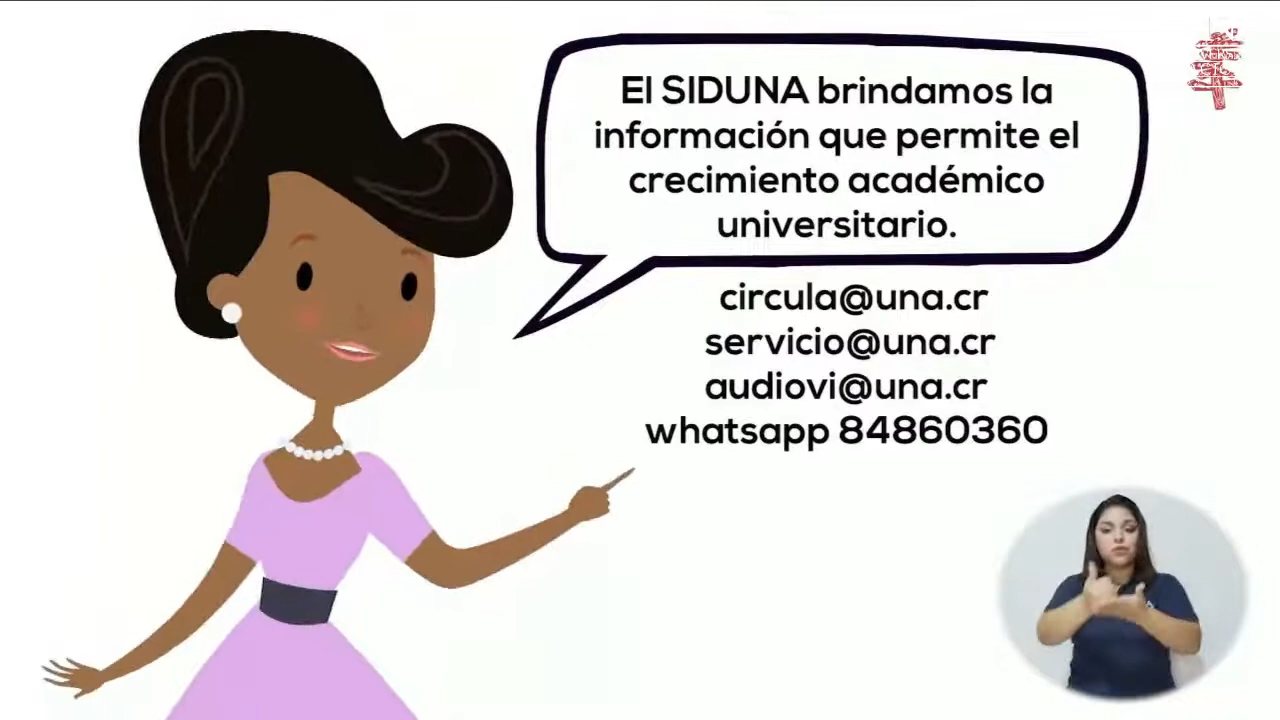 El SIDUNA brindamos la
información que permite el
crecimiento académico
universitario.
circula@una.cr
servicio@una.cr
audiovi@una.cr
whatsapp 84860360